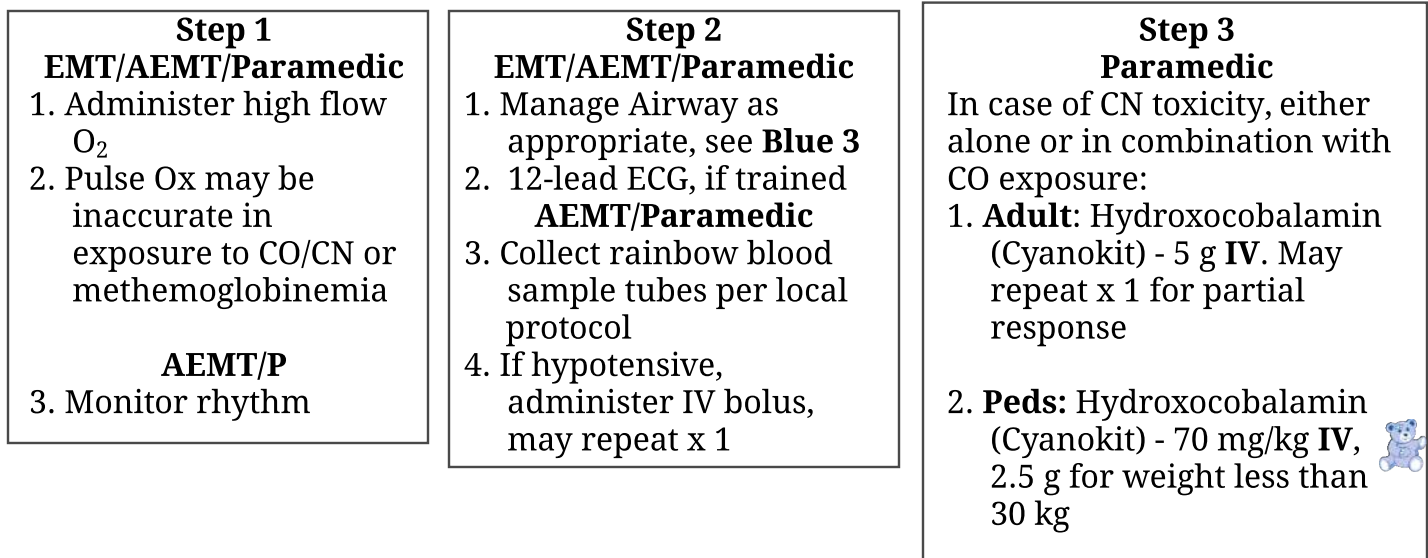 Step 1
EMT/AEMT/Paramedic
1. Administer high flow
O2
2. Pulse Ox may be
inaccurate in
exposure to CO/CN or
methemoglobinemia
AEMT/P
3. Monitor rhythm
Step 2
EMT/AEMT/Paramedic
1. Manage Airway as
appropriate, see Blue 3
2. 12-lead ECG, if trained
AEMT/Paramedic
3. Collect rainbow blood
sample tubes per local
protocol
4. If hypotensive,
administer IV bolus,
may repeat x 1
Step 3
Paramedic
In case of CN toxicity, either
alone or in combination with
CO exposure:
1. Adult: Hydroxocobalamin
(Cyanokit) - 5 g IV. May
repeat x 1 for partial
response
2. Peds: Hydroxocobalamin
(Cyanokit) - 70 mg/kg IV,
2.5 g for weight less than
30 kg